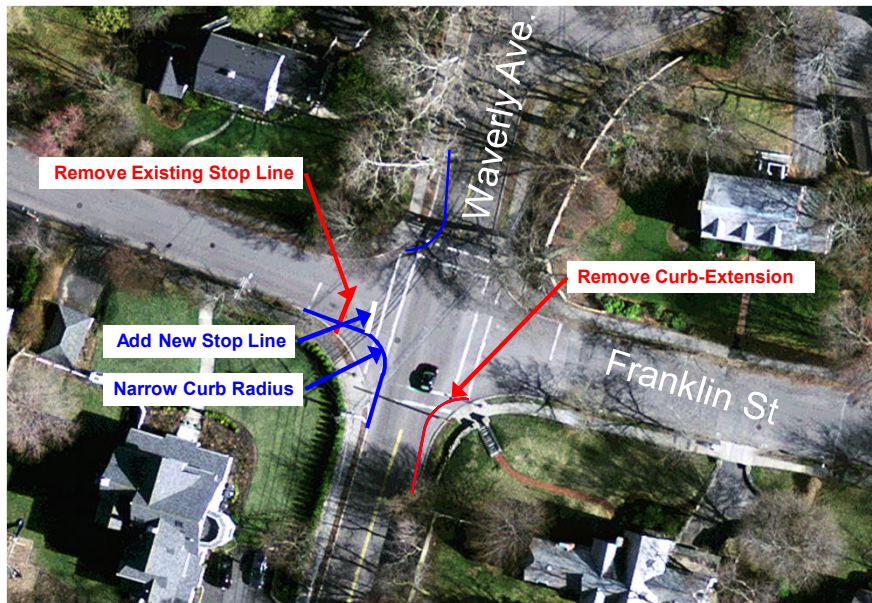 Waverly Ave.
Remove Existing Stop Line
Remove Curb-Extension
Add New Stop Line
Franklin St
Narrow Curb Radius